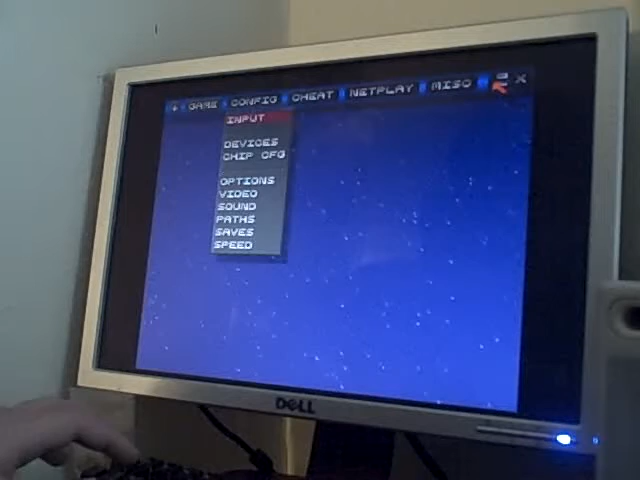 GAME CONFIG CHEAT NETPLAY MISC X
INPUT
DEVICES
CHIP CFG
OPTIONS
VIDEO
SOUND
PATHS
SAVES
SPEED
DELL